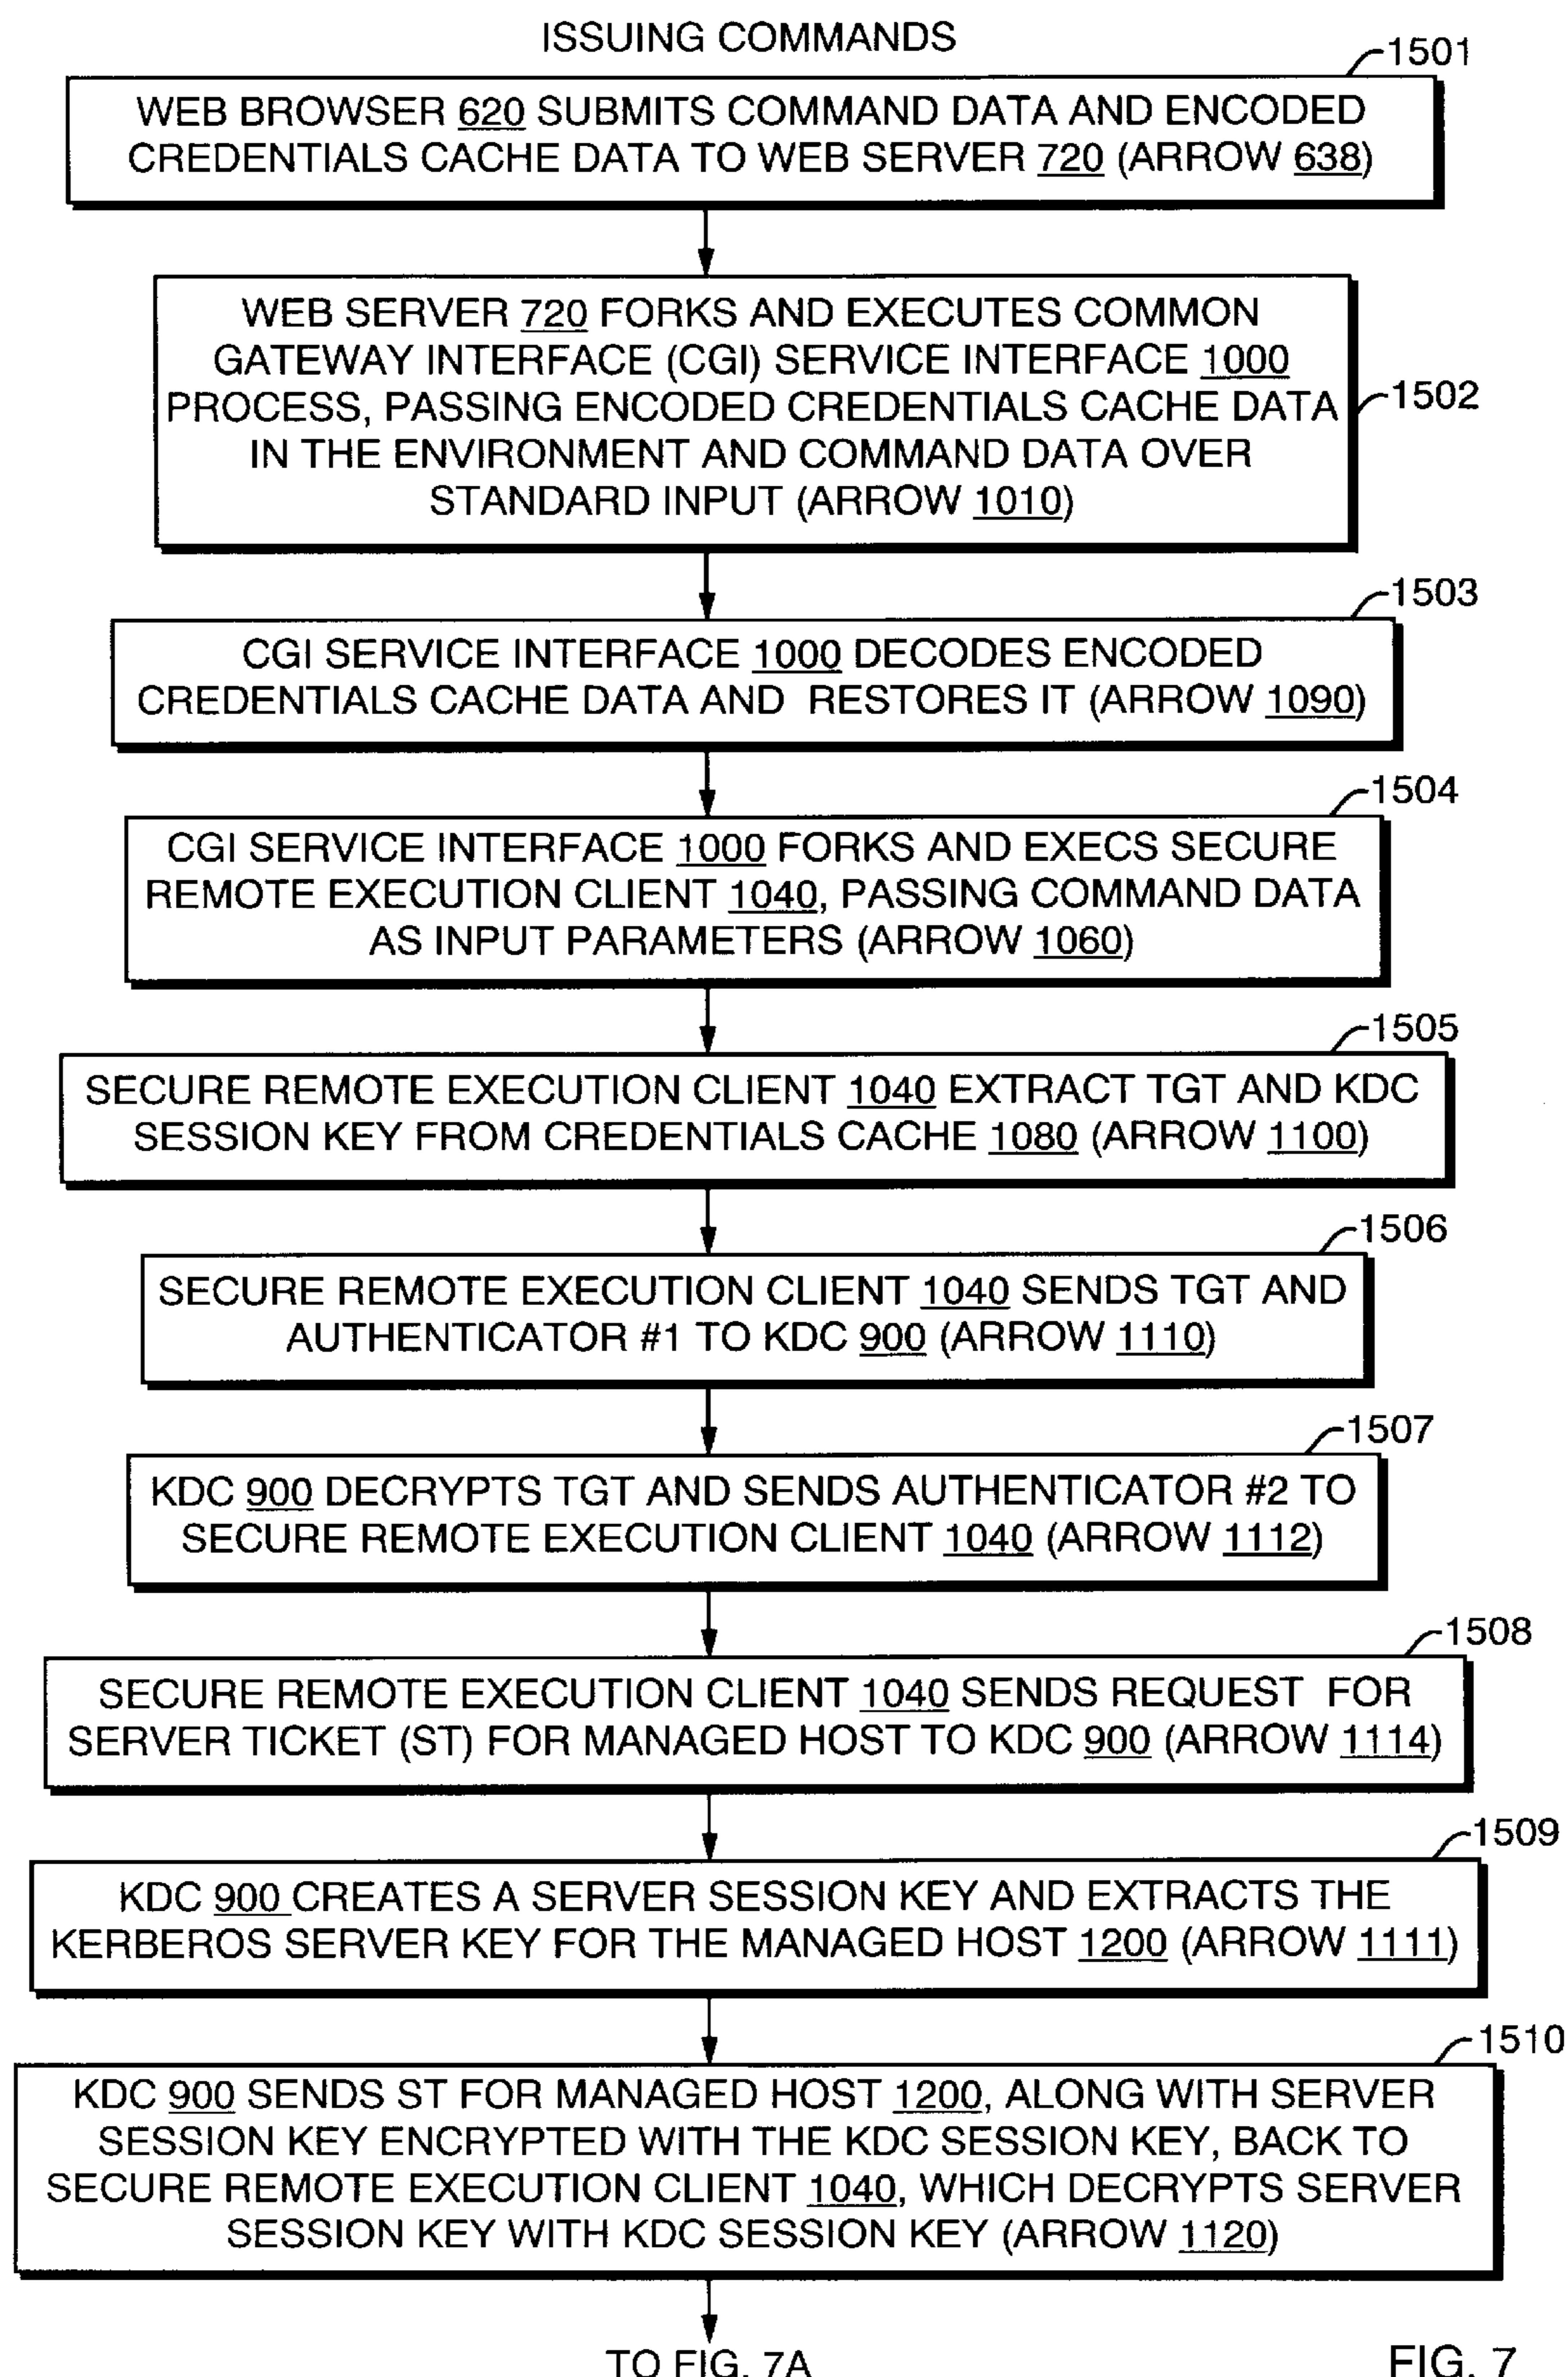 ISSUING COMMANDS
1501
WEB BROWSER 620 SUBMITS COMMAND DATA AND ENCODED
CREDENTIALS CACHE DATA TO WEB SERVER 720 (ARROW 638)
WEB SERVER 720 FORKS AND EXECUTES COMMON
GATEWAY INTERFACE (CGI) SERVICE INTERFACE 1000
PROCESS, PASSING ENCODED CREDENTIALS CACHE DATA
IN THE ENVIRONMENT AND COMMAND DATA OVER
STANDARD INPUT (ARROW 1010)
1502
1503
CGI SERVICE INTERFACE 1000 DECODES ENCODED
CREDENTIALS CACHE DATA AND RESTORES IT (ARROW 1090)
1504
CGI SERVICE INTERFACE 1000 FORKS AND EXECS SECURE
REMOTE EXECUTION CLIENT 1040, PASSING COMMAND DATA
AS INPUT PARAMETERS (ARROW 1060)
1505
SECURE REMOTE EXECUTION CLIENT 1040 EXTRACT TGT AND KDC
SESSION KEY FROM CREDENTIALS CACHE 1080 (ARROW 1100)
1506
SECURE REMOTE EXECUTION CLIENT 1040 SENDS TGT AND
AUTHENTICATOR #1 TO KDC 900 (ARROW 1110)
1507
KDC 900 DECRYPTS TGT AND SENDS AUTHENTICATOR #2 TO
SECURE REMOTE EXECUTION CLIENT 1040 (ARROW 1112)
1508
SECURE REMOTE EXECUTION CLIENT 1040 SENDS REQUEST FOR
SERVER TICKET (ST) FOR MANAGED HOST TO KDC 900 (ARROW 1114)
1509
KDC 900 CREATES A SERVER SESSION KEY AND EXTRACTS THE
KERBEROS SERVER KEY FOR THE MANAGED HOST 1200 (ARROW 1111)
1510
KDC 900 SENDS ST FOR MANAGED HOST 1200, ALONG WITH SERVER
SESSION KEY ENCRYPTED WITH THE KDC SESSION KEY, BACK TO
SECURE REMOTE EXECUTION CLIENT 1040, WHICH DECRYPTS SERVER
SESSION KEY WITH KDC SESSION KEY (ARROW 1120)
TO FIG. 7A
FIG. 7